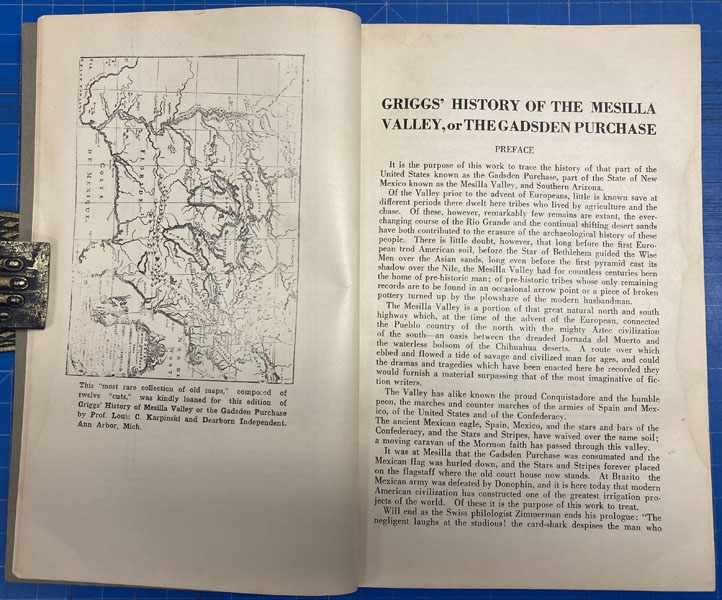 GOLFE
DE MEXIQUE.
FLORIDE
This "most rare collection of old maps," composed of
twelve "cuts," was kindly loaned for this edition of
Griggs' History of Mesilla Valley or the Gadsden Purchase
by Prof. Louis C. Karpinski and Dearborn Independent.
Ann Arbor, Mich.
GRIGGS' HISTORY OF THE MESILLA
VALLEY, or THE GADSDEN PURCHASE
PREFACE
It is the purpose of this work to trace the history of that part of the
United States known as the Gadsden Purchase, part of the State of New
Mexico known as the Mesilla Valley, and Southern Arizona.
Of the Valley prior to the advent of Europeans, little is known save at
different periods there dwelt here tribes who lived by agriculture and the
chase. Of these, however, remarkably few remains are extant, the ever-
changing course of the Rio Grande and the continual shifting desert sands
have both contributed to the erasure of the archaeological history of these
people. There is little doubt, however, that long before the first Euro-
pean trod American soil, before the Star of Bethlehem guided the Wise
Men over the Asian sands, long even before the first pyramid cast its
shadow over the Nile, the Mesilla Valley had for countless centuries been
the home of pre-historic man; of pre-historic tribes whose only remaining
records are to be found in an occasional arrow point or a piece of broken
pottery turned up by the plowshare of the modern husbandman.
The Mesilla Valley is a portion of that great natural north and south
highway which, at the time of the advent of the European, connected
the Pueblo country of the north with the mighty Aztec civilization
of the south—an oasis between the dreaded Jornada del Muerto and
the waterless bolsom of the Chihuahua deserts. A route over which
ebbed and flowed a tide of savage and civilized man for ages, and could
the dramas and tragedies which have been enacted here be recorded they
would furnish a material surpassing that of the most imaginative of fic-
tion writers.
The Valley has alike known the proud Conquistadore and the humble
peon, the marches and counter marches of the armies of Spain and Mex-
ico, of the United States and of the Confederacy.
The ancient Mexican eagle, Spain, Mexico, and the stars and bars of the
Confederacy, and the Stars and Stripes, have waived over the same soil;
a moving caravan of the Mormon faith has passed through this valley.
It was at Mesilla that the Gadsden Purchase was consumated and the
Mexican flag was hurled down, and the Stars and Stripes forever placed
on the flagstaff where the old court house now stands. At Brazito the
Mexican army was defeated by Donophin, and it is here today that modern
American civilization has constructed one of the greatest irrigation pro-
jects of the world. Of these it is the purpose of this work to treat.
Will end as the Swiss philologist Zimmerman ends his prologue: "The
negligent laughs at the studious! the card-shark despises the man who